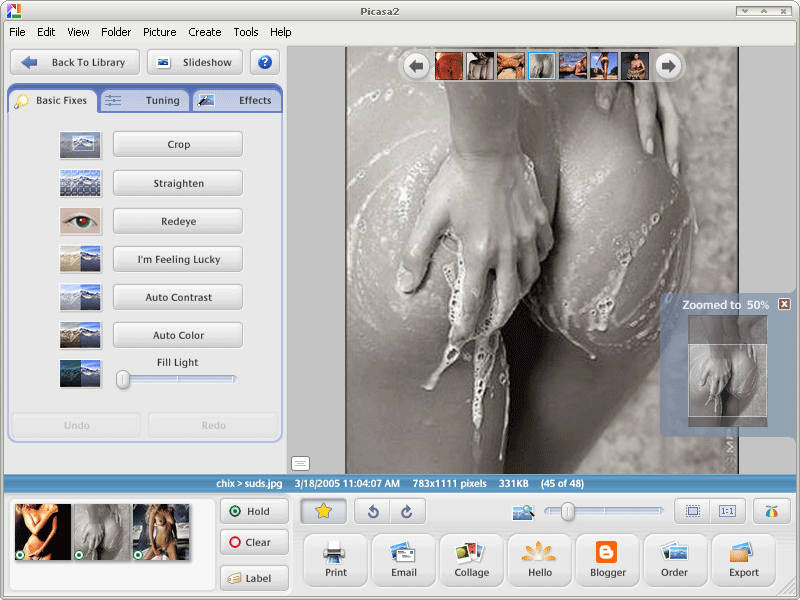 Picasa2
File Edit View Folder Picture Create Tools Help
Back To Library
Slideshow
?
Basic Fixes
Tuning
Effects
Crop
Straighten
Redeye
I'm Feeling Lucky
Auto Contrast
Auto Color
Fill Light
Undo
Redo
Zoomed to 50%
chix > suds.jpg 3/18/2005 11:04:07 AM 783x1111 pixels 331KB (45 of 48)
Hold
Clear
Label
1:1
Print
Email
Collage
Hello
Blogger
Order
Export